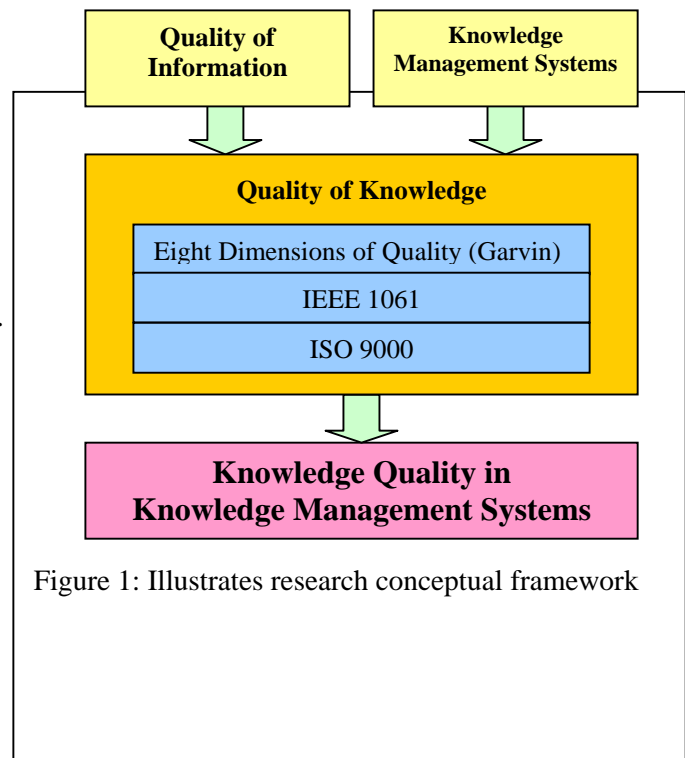 Quality of
Information
Knowledge
Management Systems
Quality of Knowledge
Eight Dimensions of Quality (Garvin)
IEEE 1061
ISO 9000
Knowledge Quality in
Knowledge Management Systems
Figure 1: Illustrates research conceptual framework